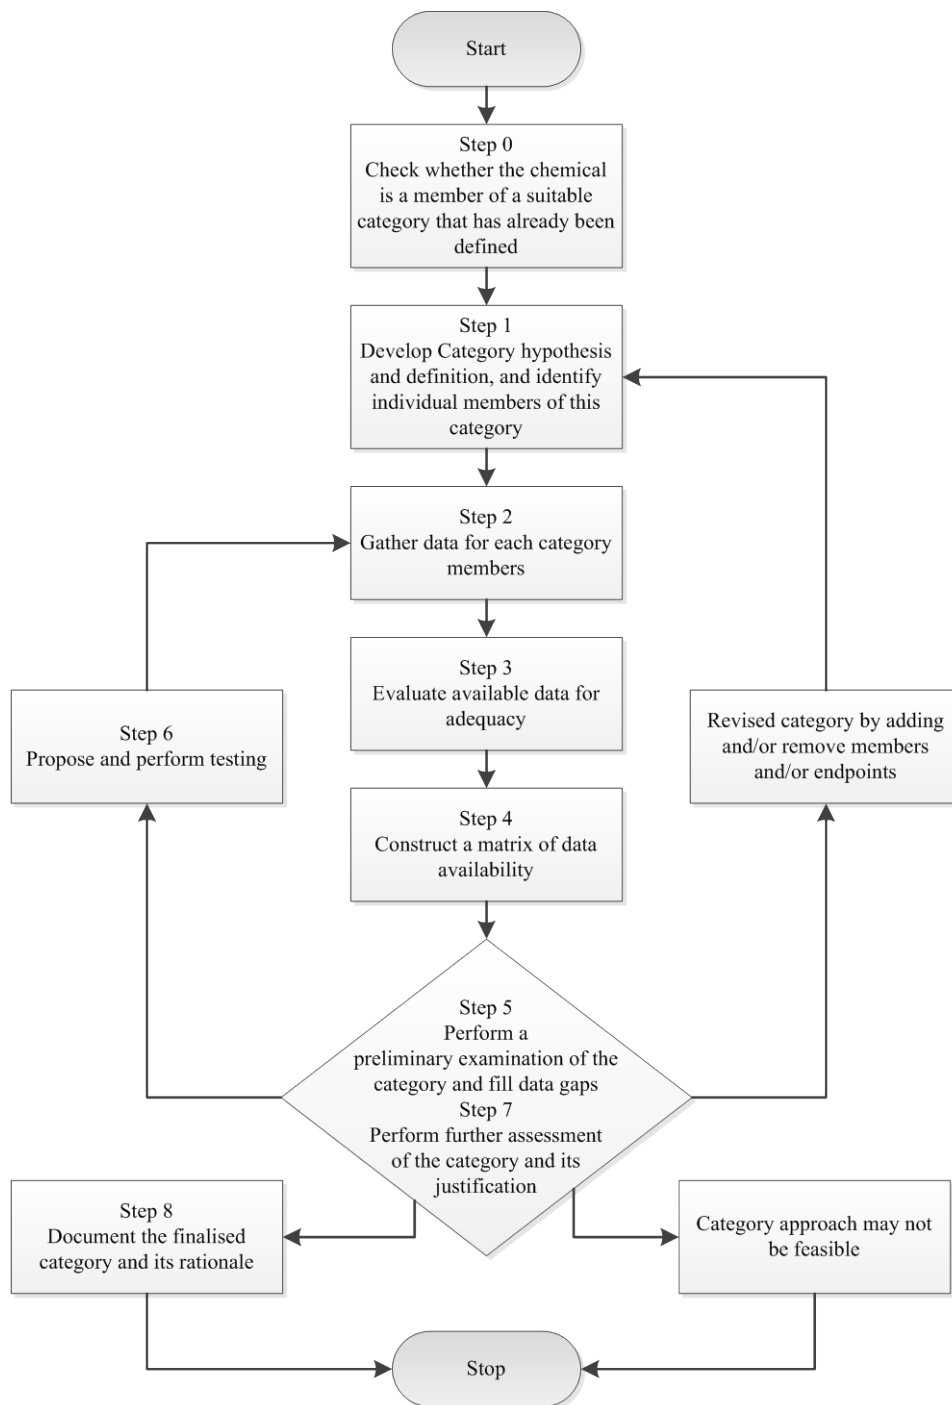 Start
Step 0
Check whether the chemical
is a member of a suitable
category that has already been
defined
Step 1
Develop Category hypothesis
and definition, and identify
individual members of this
category
Step 2
Gather data for each category
members
Step 3
Evaluate available data for
adequacy
Step 6
Propose and perform testing
Revised category by adding
and/or remove members
and/or endpoints
Step 4
Construct a matrix of data
availability
Step 5
Perform a
preliminary examination of the
category and fill data gaps
Step 7
Perform further assessment
of the category and its
justification
Step 8
Document the finalised
category and its rationale
Category approach may not
be feasible
Stop